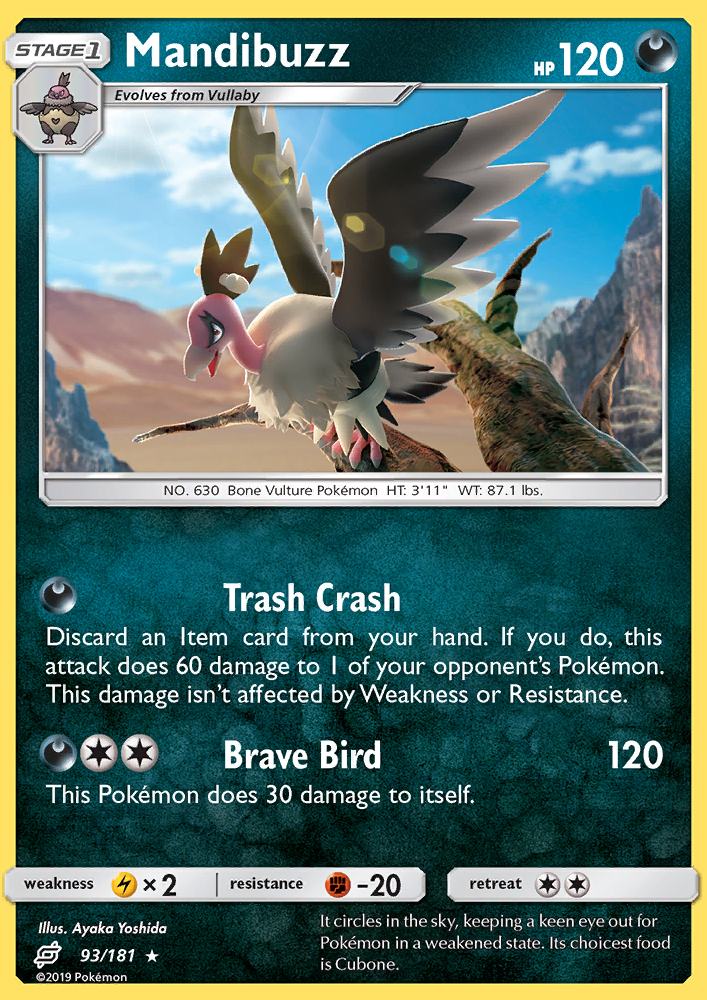 STAGE1
Mandibuzz
HP 120
Evolves from Vullaby
NO. 630 Bone Vulture Pokémon HT: 3'11" WT: 87.1 lbs.
Trash Crash
Discard an Item card from your hand. If you do, this
attack does 60 damage to 1 of your opponent's Pokémon.
This damage isn't affected by Weakness or Resistance.
Brave Bird 120
This Pokémon does 30 damage to itself.
weakness ×2 resistance -20 retreat
Illus. Ayaka Yoshida
93/181 ★
©2019 Pokémon
It circles in the sky, keeping a keen eye out for
Pokémon in a weakened state. Its choicest food
is Cubone.